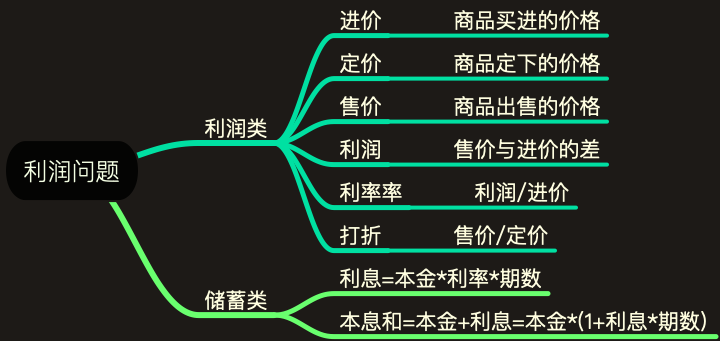 进价 商品买进的价格
定价 商品定下的价格
售价 商品出售的价格
利润类
利润 售价与进价的差
利润问题
利率率 利润/进价
打折 售价/定价
利息=本金*利率*期数
储蓄类
本息和=本金+利息=本金*(1+利息*期数)